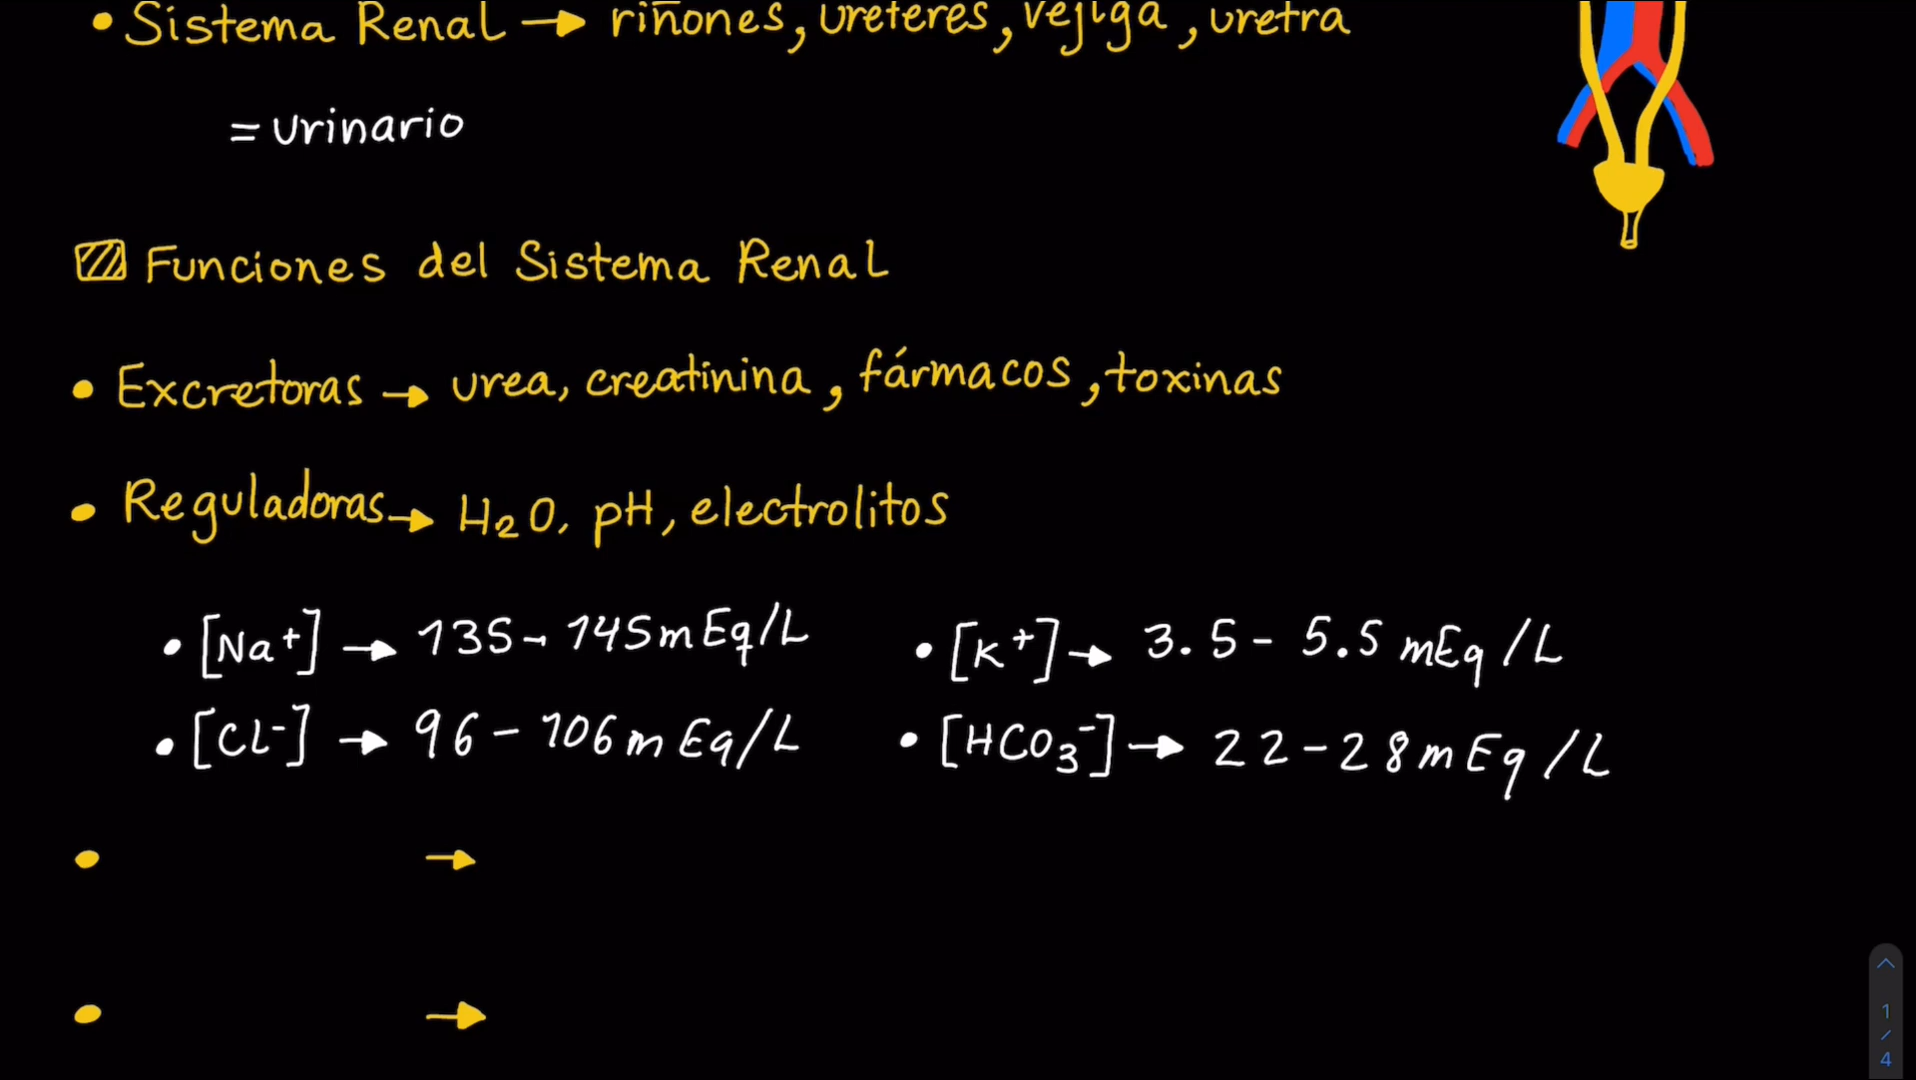 • Sistema Renal → riñones, ureteres, vejiga, uretra
= urinario
Funciones del Sistema Renal
• Excretoras → urea, creatinina, fármacos, toxinas
• Reguladoras → H2O, pH, electrolitos
• [Na+] → 135 - 145 mEq/L • [K+] → 3.5 - 5.5 mEq/L
• [Cl-] → 96 - 106 mEq/L • [HCO3-] → 22 - 28 mEq/L
• →
• →
1
/
4